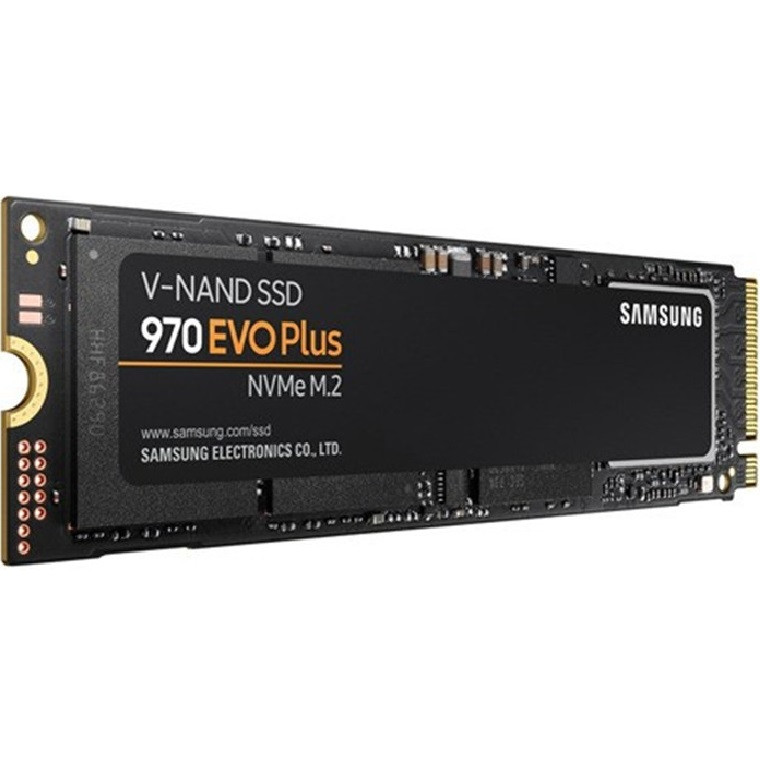 V-NAND SSD
970 EVO Plus
NVMe M.2
www.samsung.com/ssd
SAMSUNG ELECTRONICS CO., LTD.
SAMSUNG